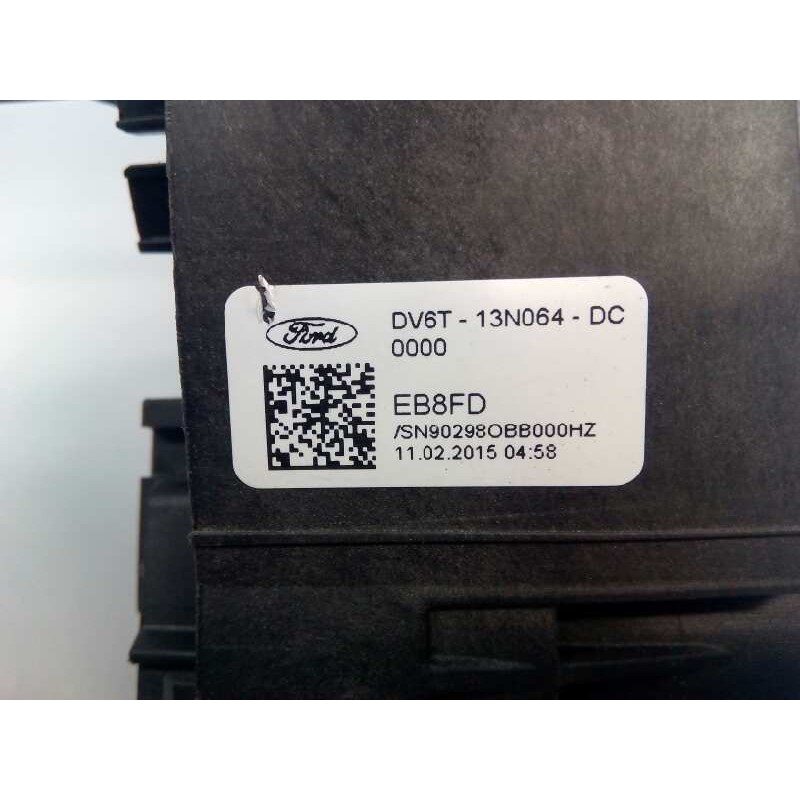 Ford
DV6T - 13N064 - DC
0000
EB8FD
/SN90298OBB000HZ
11.02.2015 04:58